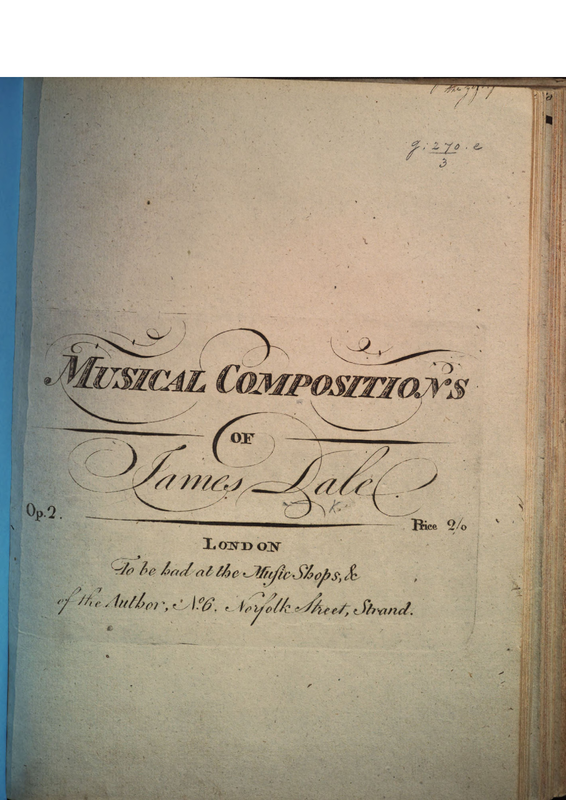 g.270.e
3
MUSICAL COMPOSITIONS
OF
James Dale
Op. 2.
Price 2/0
LONDON
To be had at the Muſic Shops, &
of the Author, No. 6. Norfolk Street, Strand.